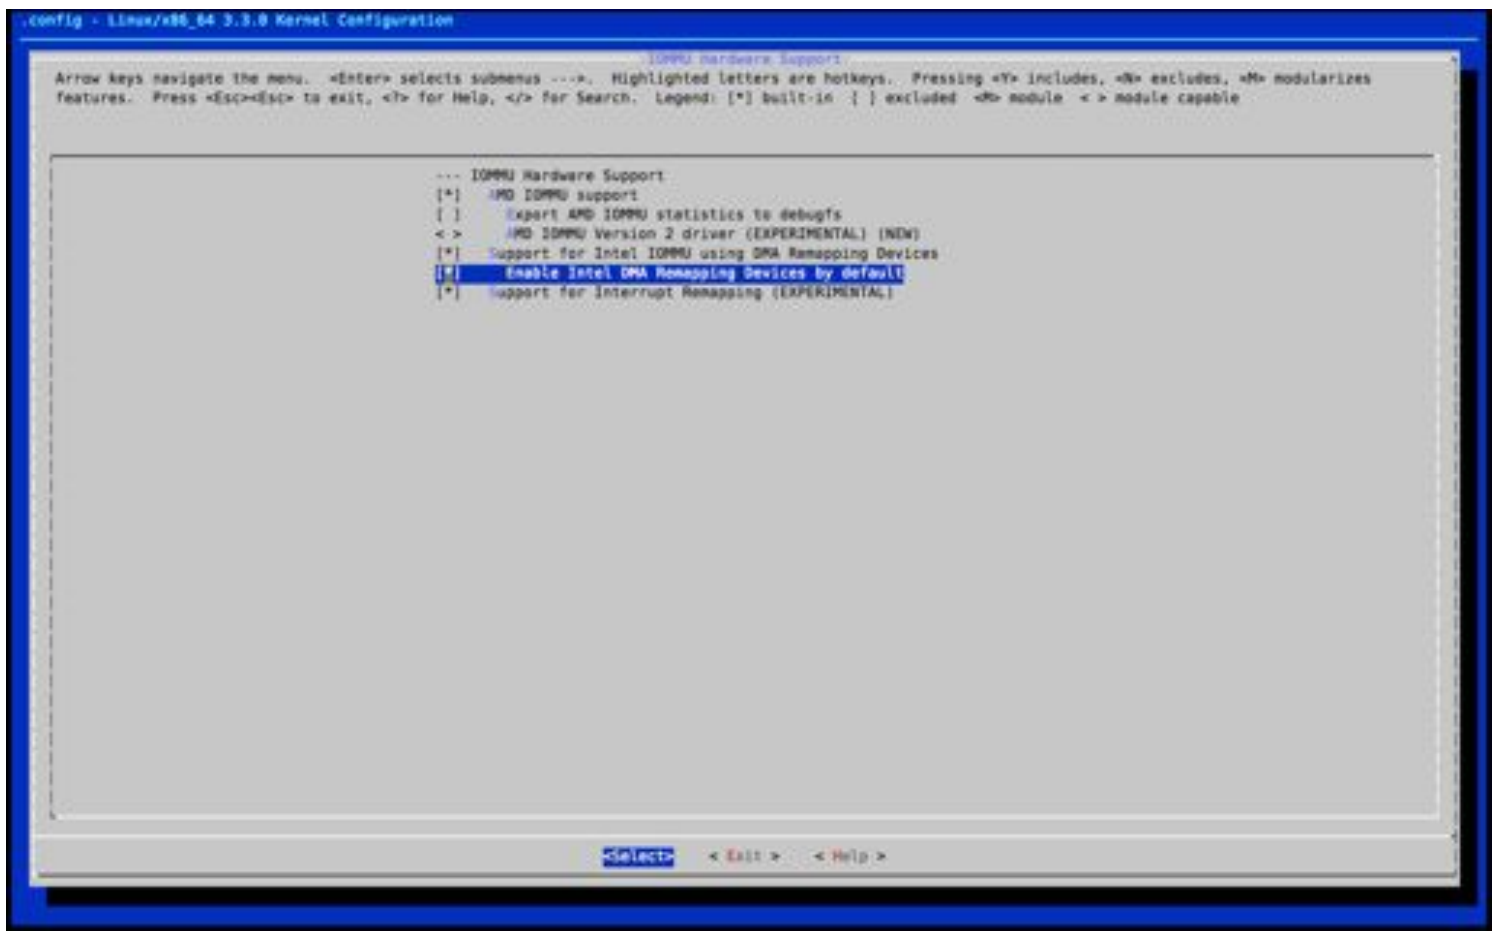 .config - Linux/x86_64 3.3.0 Kernel Configuration
IOMMU Hardware Support
Arrow keys navigate the menu.  <Enter> selects submenus --->.  Highlighted letters are hotkeys.  Pressing <Y> includes, <N> excludes, <M> modularizes
features.  Press <Esc><Esc> to exit, <?> for Help, </> for Search.  Legend: [*] built-in  [ ] excluded  <M> module  < > module capable
--- IOMMU Hardware Support
[*]   AMD IOMMU support
[ ]     Export AMD IOMMU statistics to debugfs
< >     AMD IOMMU Version 2 driver (EXPERIMENTAL) (NEW)
[*]   Support for Intel IOMMU using DMA Remapping Devices
[*]     Enable Intel DMA Remapping Devices by default
[*]   Support for Interrupt Remapping (EXPERIMENTAL)
<Select>    < Exit >    < Help >